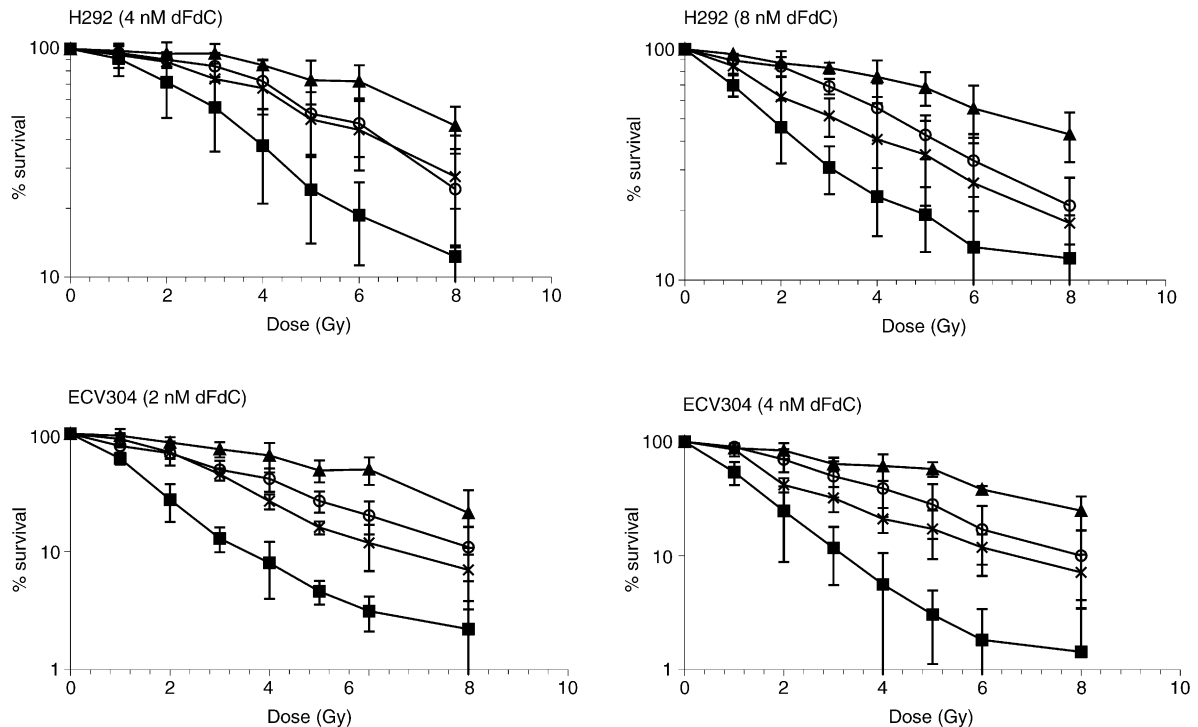 H292 (4 nM dFdC)
100
% survival
10
0 2 4 6 8 10
Dose (Gy)
H292 (8 nM dFdC)
100
% survival
10
0 2 4 6 8 10
Dose (Gy)
ECV304 (2 nM dFdC)
100
10
% survival
1
0 2 4 6 8 10
Dose (Gy)
ECV304 (4 nM dFdC)
100
10
% survival
1
0 2 4 6 8 10
Dose (Gy)